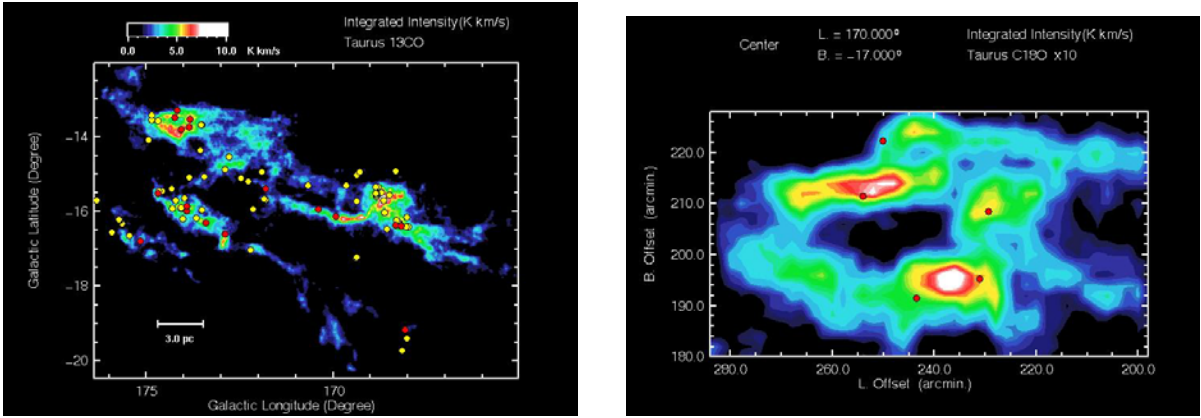 Integrated Intensity(K km/s)
Taurus 13CO
0.0 5.0 10.0 K km/s
Galactic Latitude (Degree)
-14
-16
-18
-20
3.0 pc
175 170
Galactic Longitude (Degree)
Center
L. = 170.000º
B. = -17.000º
Integrated Intensity(K km/s)
Taurus C18O x10
B. Offset (arcmin.)
220.0
210.0
200.0
190.0
180.0
280.0 260.0 240.0 220.0 200.0
L. Offset (arcmin.)